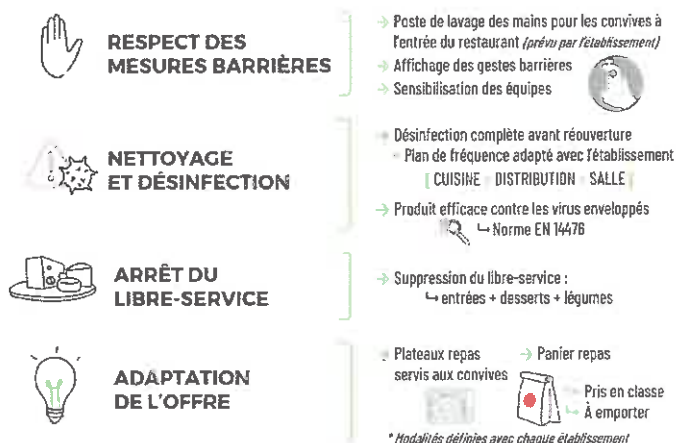 RESPECT DES
MESURES BARRIÈRES
→ Poste de lavage des mains pour les convives à
l'entrée du restaurant (prévu par l'établissement)
→ Affichage des gestes barrières
→ Sensibilisation des équipes
NETTOYAGE
ET DÉSINFECTION
Désinfection complète avant réouverture
Plan de fréquence adapté avec l'établissement
CUISINE DISTRIBUTION SALLE
→ Produit efficace contre les virus enveloppés
↳ Norme EN 14476
ARRÊT DU
LIBRE-SERVICE
→ Suppression du libre-service :
↳ entrées + desserts + légumes
ADAPTATION
DE L'OFFRE
Plateaux repas
servis aux convives
→ Panier repas
Pris en classe
À emporter
* Modalités définies avec chaque établissement